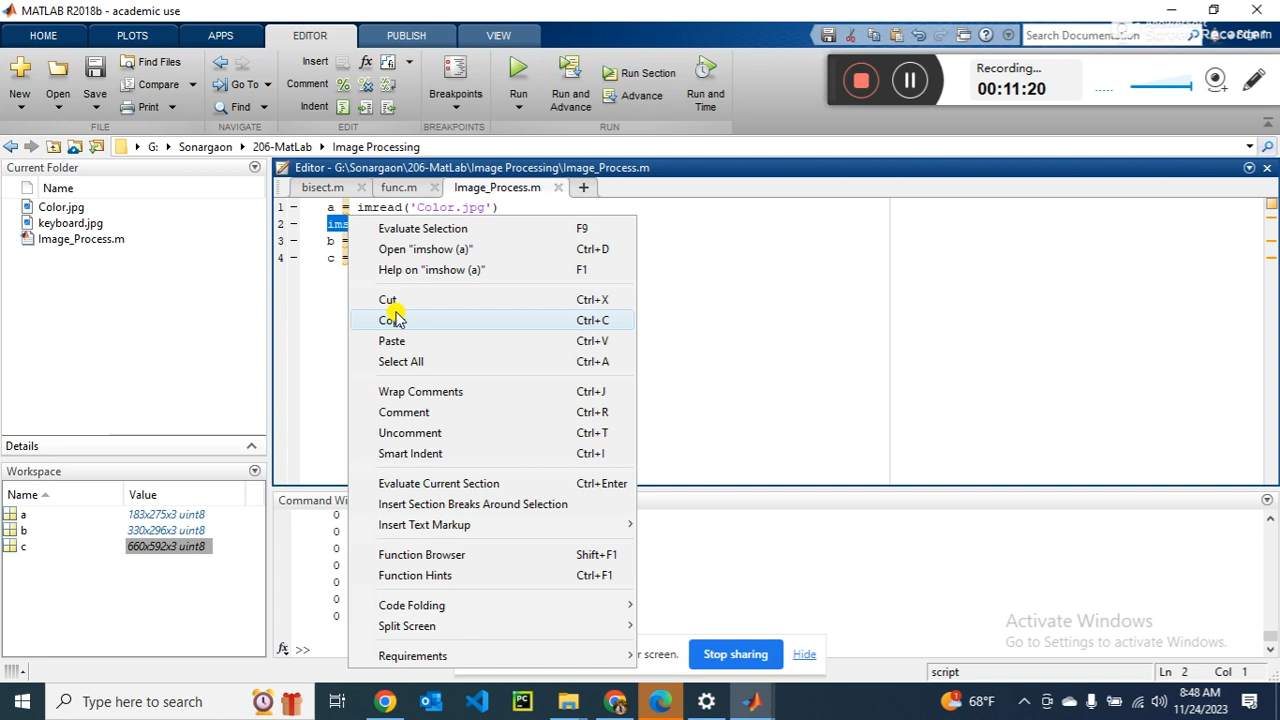 MATLAB R2018b - academic use
HOME PLOTS APPS EDITOR PUBLISH VIEW
Search Documentation
Screen Recorder
New Open Save
Find Files
Compare
Print
FILE
Go To
Find
NAVIGATE
Insert
Comment
Indent
EDIT
Breakpoints
BREAKPOINTS
Run
Run and Advance
Run Section
Advance
Run and Time
RUN
Recording...
00:11:20
G: Sonargaon 206-MatLab Image Processing
Current Folder
Name
Color.jpg
keyboard.jpg
Image_Process.m
Details
Workspace
Name Value
a 183x275x3 uint8
b 330x296x3 uint8
c 660x592x3 uint8
Editor - G:\Sonargaon\206-MatLab\Image Processing\Image_Process.m
bisect.m func.m Image_Process.m
1 a = imread('Color.jpg')
2 ims
3 b =
4 c =
Evaluate Selection F9
Open "imshow (a)" Ctrl+D
Help on "imshow (a)" F1
Cut Ctrl+X
Copy Ctrl+C
Paste Ctrl+V
Select All Ctrl+A
Wrap Comments Ctrl+J
Comment Ctrl+R
Uncomment Ctrl+T
Smart Indent Ctrl+I
Evaluate Current Section Ctrl+Enter
Insert Section Breaks Around Selection
Insert Text Markup
Function Browser Shift+F1
Function Hints Ctrl+F1
Code Folding
Split Screen
Requirements
Command Wi
0
0
0
0
0
0
0
fx >>
r screen. Stop sharing Hide
Activate Windows
Go to Settings to activate Windows.
script Ln 2 Col 1
Type here to search
68°F
8:48 AM
11/24/2023